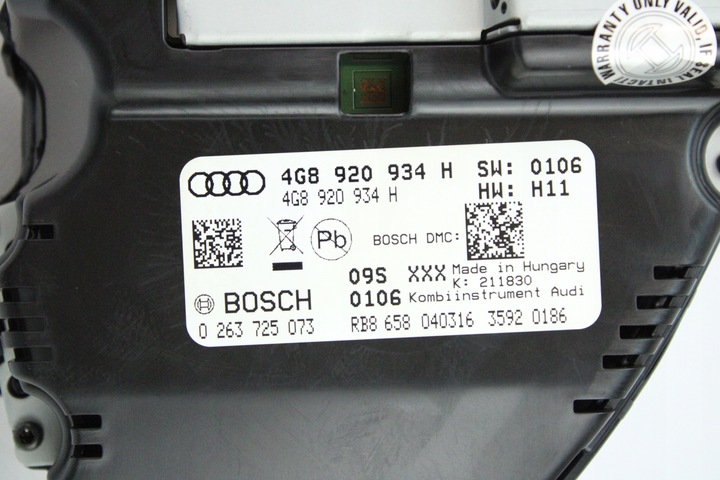 WARRANTY ONLY VALID, IF SEAL INTACT!
4G8 920 934 H SW: 0106
4G8 920 934 H HW: H11
Pb BOSCH DMC:
09S XXX Made in Hungary
K: 211830
BOSCH 0106 Kombiinstrument Audi
0 263 725 073 RB8 658 040316 3592 0186